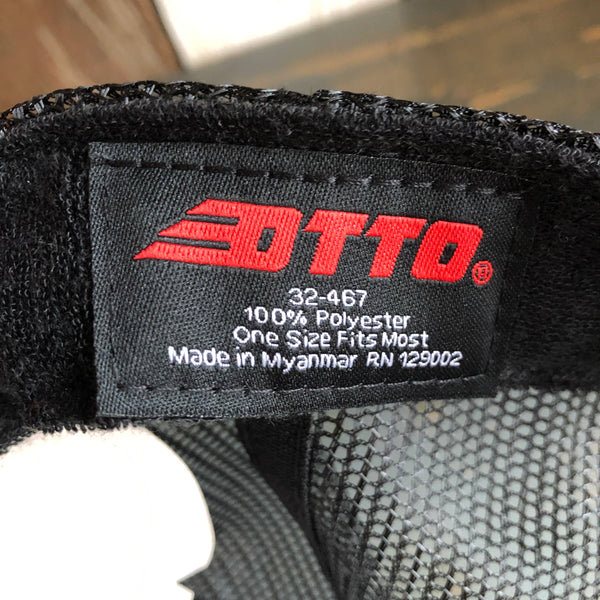 OTTO®
32-467
100% Polyester
One Size Fits Most
Made in Myanmar RN 129002